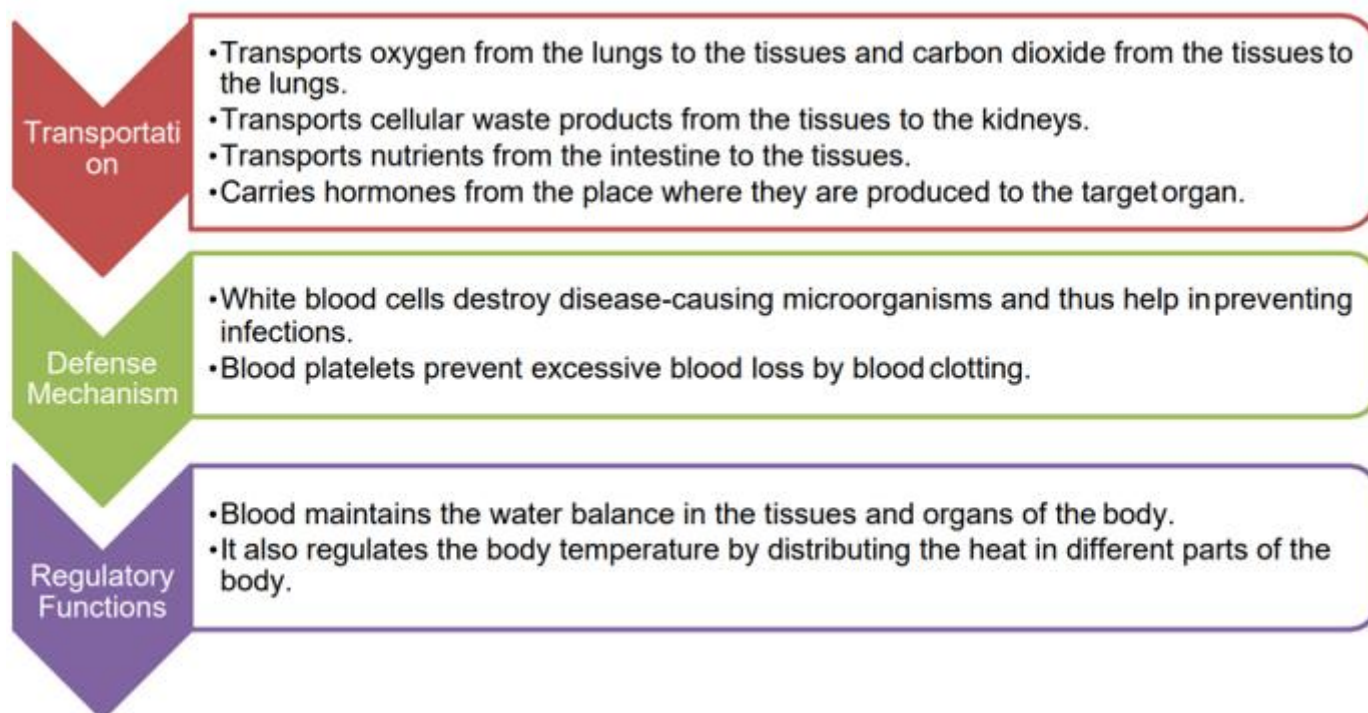 Transportati
on
•Transports oxygen from the lungs to the tissues and carbon dioxide from the tissues to
the lungs.
•Transports cellular waste products from the tissues to the kidneys.
•Transports nutrients from the intestine to the tissues.
•Carries hormones from the place where they are produced to the target organ.
Defense
Mechanism
•White blood cells destroy disease-causing microorganisms and thus help in preventing
infections.
•Blood platelets prevent excessive blood loss by blood clotting.
Regulatory
Functions
•Blood maintains the water balance in the tissues and organs of the body.
•It also regulates the body temperature by distributing the heat in different parts of the
body.